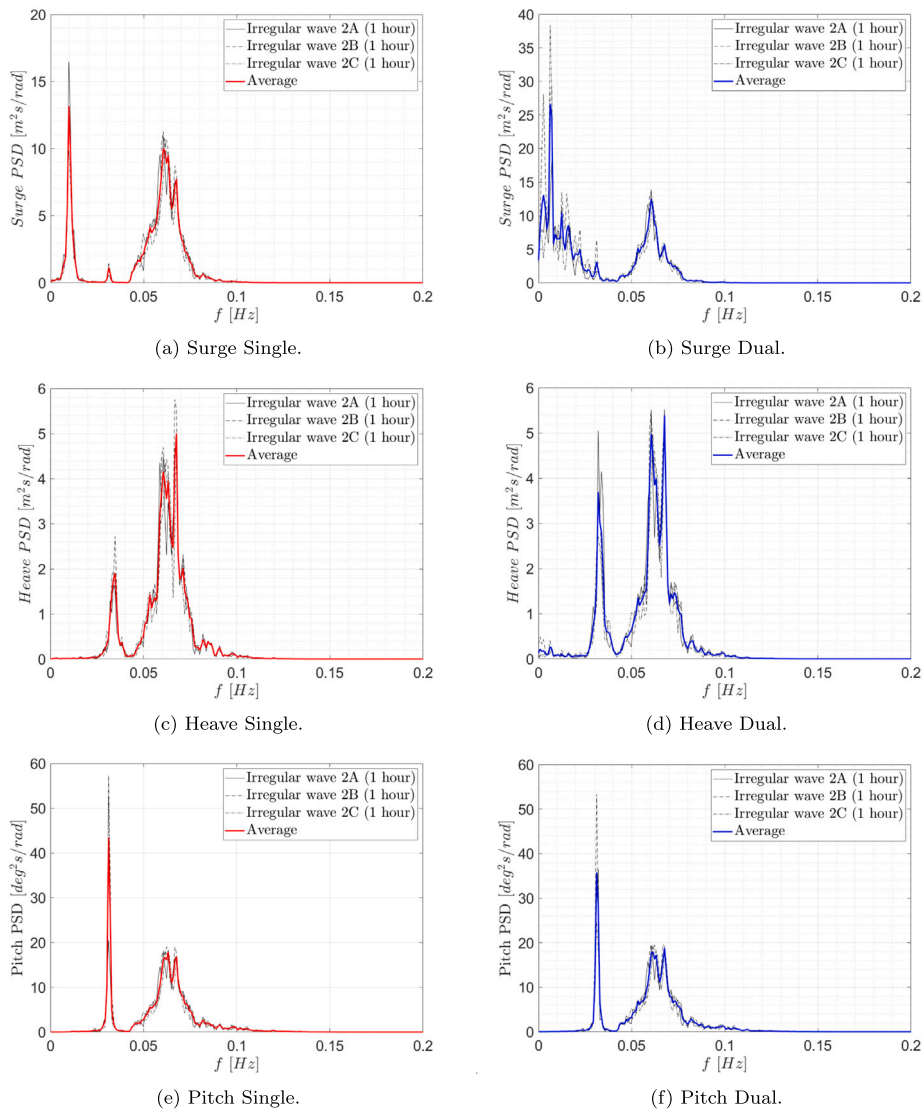 20
15
10
5
0
Surge PSD [m²s/rad]
Irregular wave 2A (1 hour)
Irregular wave 2B (1 hour)
Irregular wave 2C (1 hour)
Average
0 0.05 0.1 0.15 0.2
f [Hz]
(a) Surge Single.
40
35
30
25
20
15
10
5
0
Surge PSD [m²s/rad]
Irregular wave 2A (1 hour)
Irregular wave 2B (1 hour)
Irregular wave 2C (1 hour)
Average
0 0.05 0.1 0.15 0.2
f [Hz]
(b) Surge Dual.
6
5
4
3
2
1
0
Heave PSD [m²s/rad]
Irregular wave 2A (1 hour)
Irregular wave 2B (1 hour)
Irregular wave 2C (1 hour)
Average
0 0.05 0.1 0.15 0.2
f [Hz]
(c) Heave Single.
6
5
4
3
2
1
0
Heave PSD [m²s/rad]
Irregular wave 2A (1 hour)
Irregular wave 2B (1 hour)
Irregular wave 2C (1 hour)
Average
0 0.05 0.1 0.15 0.2
f [Hz]
(d) Heave Dual.
60
50
40
30
20
10
0
Pitch PSD [deg²s/rad]
Irregular wave 2A (1 hour)
Irregular wave 2B (1 hour)
Irregular wave 2C (1 hour)
Average
0 0.05 0.1 0.15 0.2
f [Hz]
(e) Pitch Single.
60
50
40
30
20
10
0
Pitch PSD [deg²s/rad]
Irregular wave 2A (1 hour)
Irregular wave 2B (1 hour)
Irregular wave 2C (1 hour)
Average
0 0.05 0.1 0.15 0.2
f [Hz]
(f) Pitch Dual.